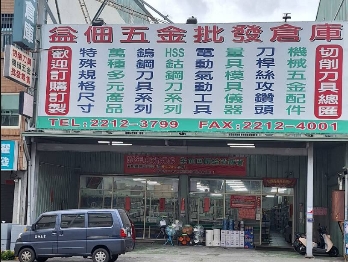 益佃五金批發倉庫
切削刀具總匯
機械五金配件
刀桿絲攻鑽頭
量具模具儀器
電動氣動工具
HSS鈷鋼刀系列
鎢鋼刀具系列
萬種多元產品
特殊規格尺寸
歡迎訂購訂製
TEL:2212-3799 FAX:2212-4001